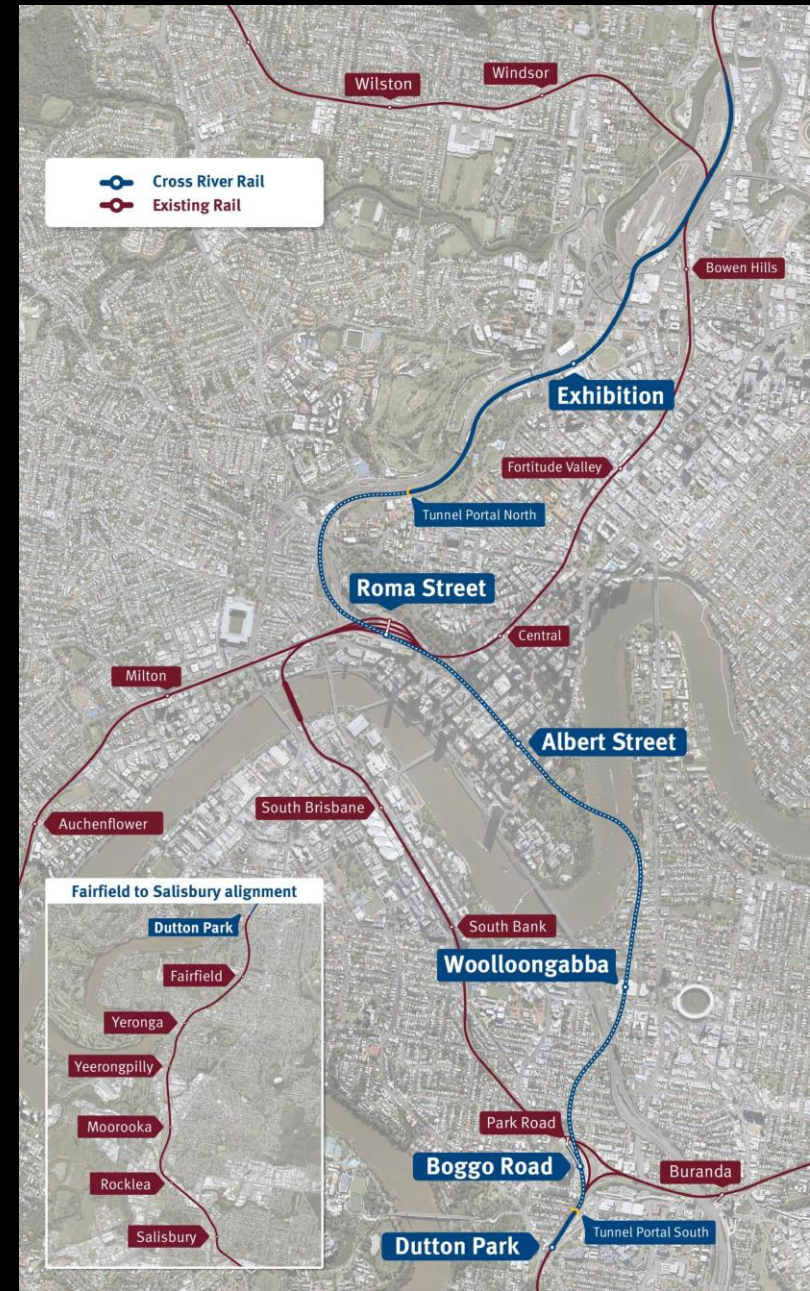 Wilston
Windsor
Cross River Rail
Existing Rail
Bowen Hills
Exhibition
Fortitude Valley
Tunnel Portal North
Roma Street
Central
Milton
Albert Street
South Brisbane
Auchenflower
Fairfield to Salisbury alignment
Dutton Park
Fairfield
Yeronga
Yeerongpilly
Moorooka
Rocklea
Salisbury
South Bank
Woolloongabba
Park Road
Boggo Road
Buranda
Tunnel Portal South
Dutton Park